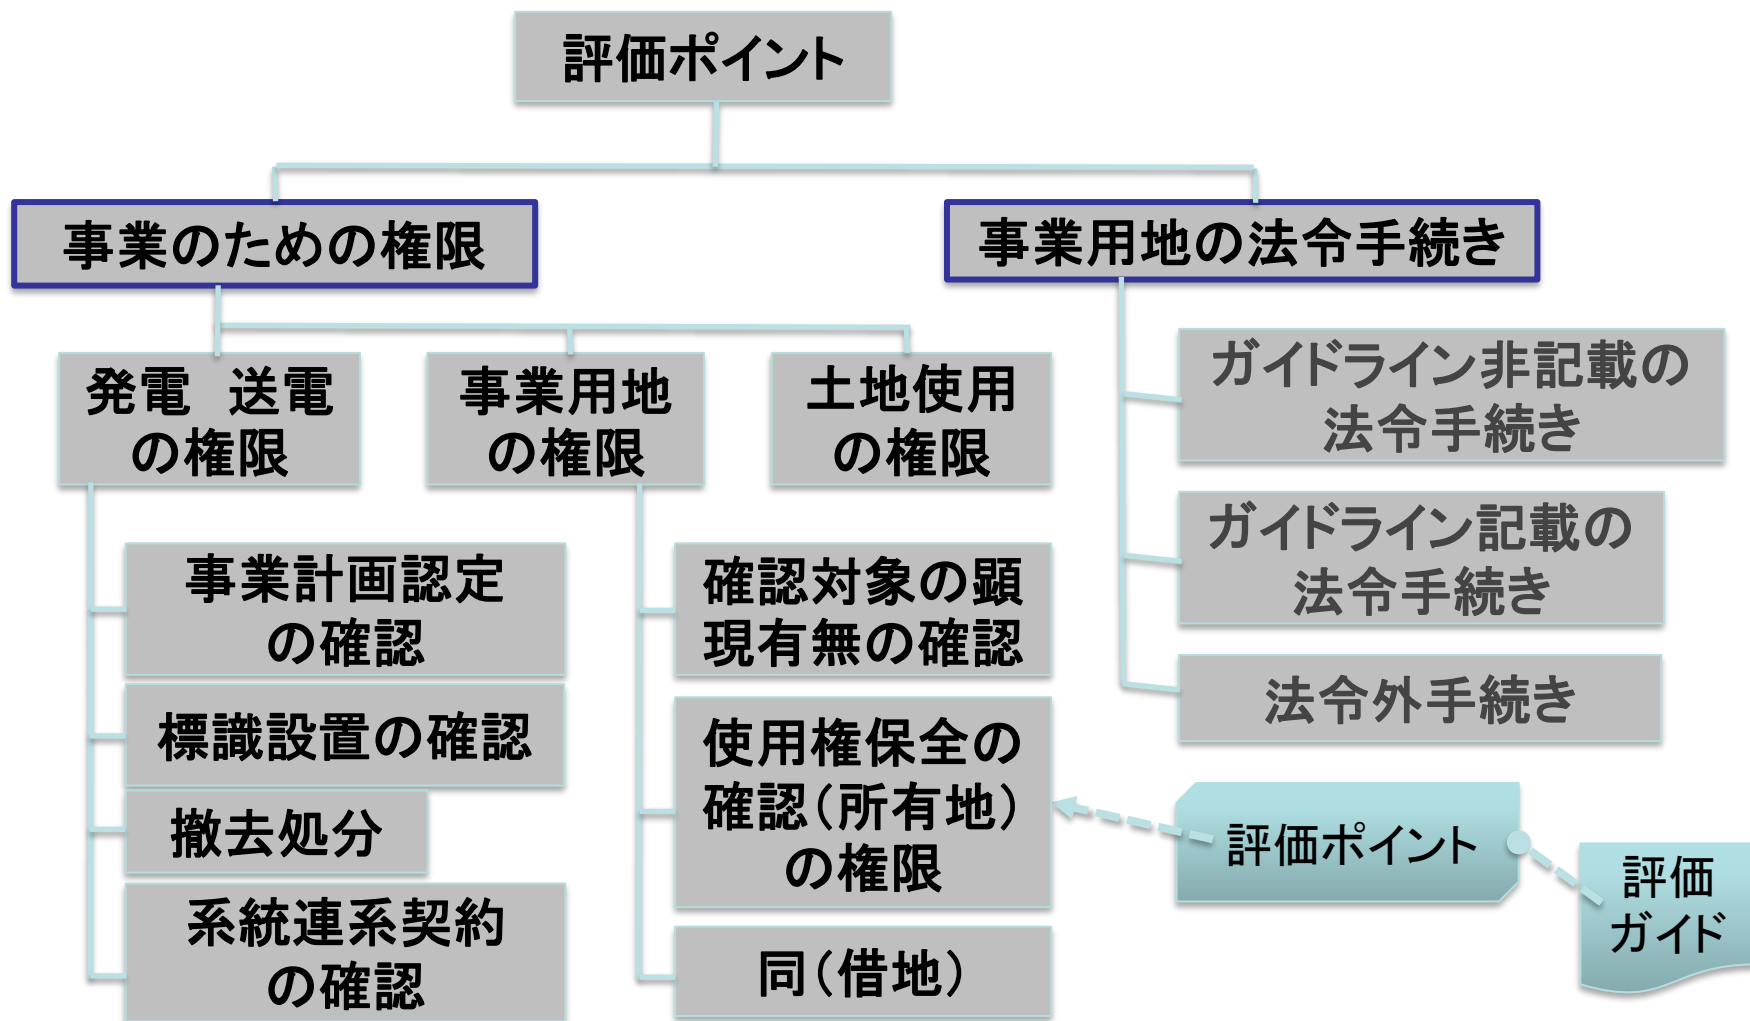 評価ポイント
事業のための権限
事業用地の法令手続き
発電　送電
の権限
事業用地
の権限
土地使用
の権限
事業計画認定
の確認
標識設置の確認
撤去処分
系統連系契約
の確認
確認対象の顕
現有無の確認
使用権保全の
確認(所有地)
の権限
同(借地)
ガイドライン非記載の
法令手続き
ガイドライン記載の
法令手続き
法令外手続き
評価ポイント
評価
ガイド